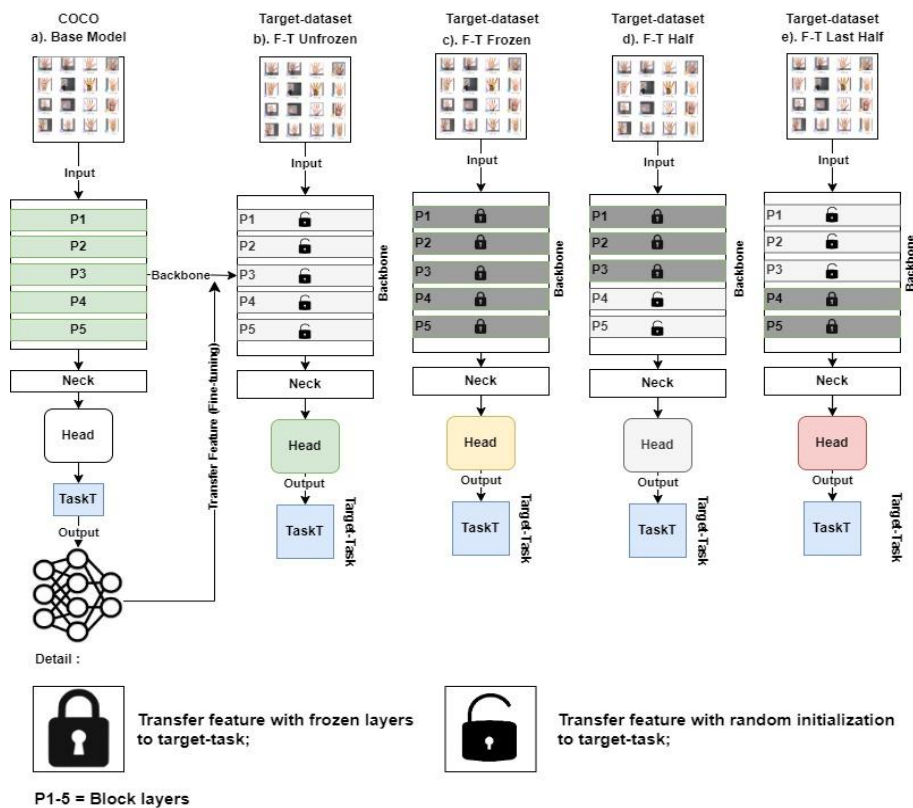 COCO
a). Base Model
Target-dataset
b). F-T Unfrozen
Target-dataset
c). F-T Frozen
Target-dataset
d). F-T Half
Target-dataset
e). F-T Last Half
Input
Input
Input
Input
Input
P1
P2
P3
P4
P5
Backbone
P1
P2
P3
P4
P5
Backbone
P1
P2
P3
P4
P5
Backbone
P1
P2
P3
P4
P5
Backbone
P1
P2
P3
P4
P5
Backbone
Neck
Neck
Neck
Neck
Neck
Head
Head
Head
Head
Head
Transfer Feature (Fine-tuning)
TaskT
Output
Output
TaskT
Target-Task
Output
TaskT
Target-Task
Output
TaskT
Target-Task
Output
TaskT
Target-Task
Detail :
Transfer feature with frozen layers
to target-task;
Transfer feature with random initialization
to target-task;
P1-5 = Block layers